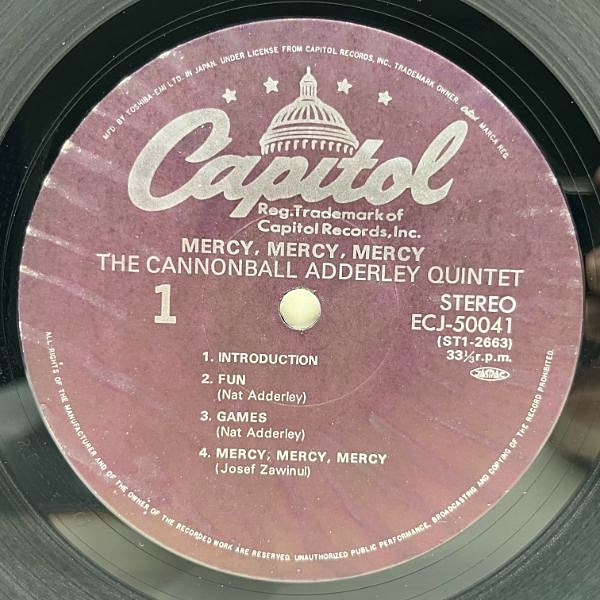 MFD. BY TOSHIBA-EMI LTD. IN JAPAN. UNDER LICENSE FROM CAPITOL RECORDS, INC., TRADEMARK OWNER. Capitol MARCA REG.
Capitol
Reg.Trademark of
Capitol Records,Inc.
MERCY, MERCY, MERCY
THE CANNONBALL ADDERLEY QUINTET
1
STEREO
ECJ-50041
(ST1-2663)
33⅓r.p.m.
JASRAC
1. INTRODUCTION
2. FUN
(Nat Adderley)
3. GAMES
(Nat Adderley)
4. MERCY, MERCY, MERCY
(Josef Zawinul)
ALL RIGHTS OF THE MANUFACTURER AND OF THE OWNER OF THE RECORDED WORK ARE RESERVED. UNAUTHORIZED PUBLIC PERFORMANCE, BROADCASTING AND COPYING OF THE RECORD PROHIBITED.